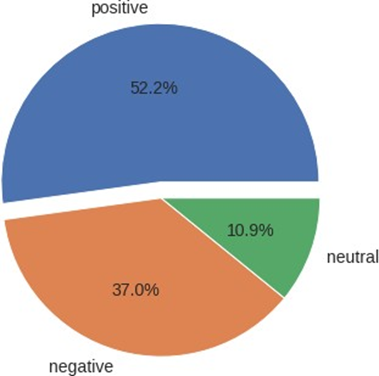 positive
52.2%
10.9%
neutral
37.0%
negative